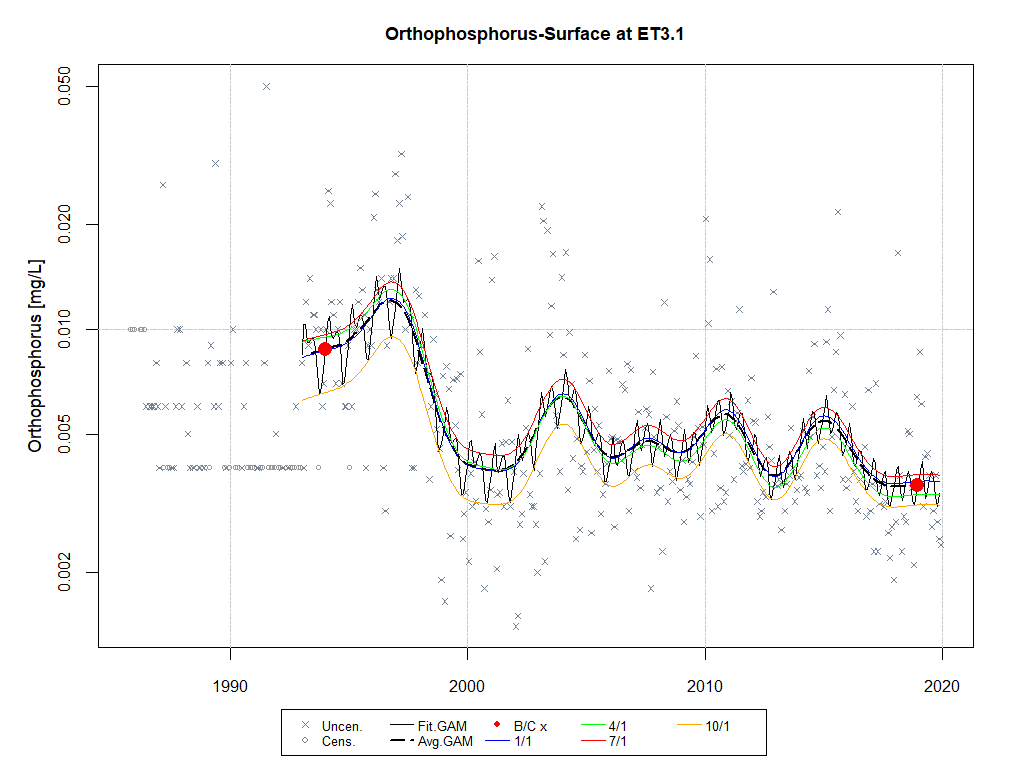 Orthophosphorus-Surface at ET3.1
Orthophosphorus [mg/L]
0.050
0.020
0.010
0.005
0.002
1990 2000 2010 2020
Uncen. Fit.GAM B/C x 4/1 10/1
Cens. Avg.GAM 1/1 7/1